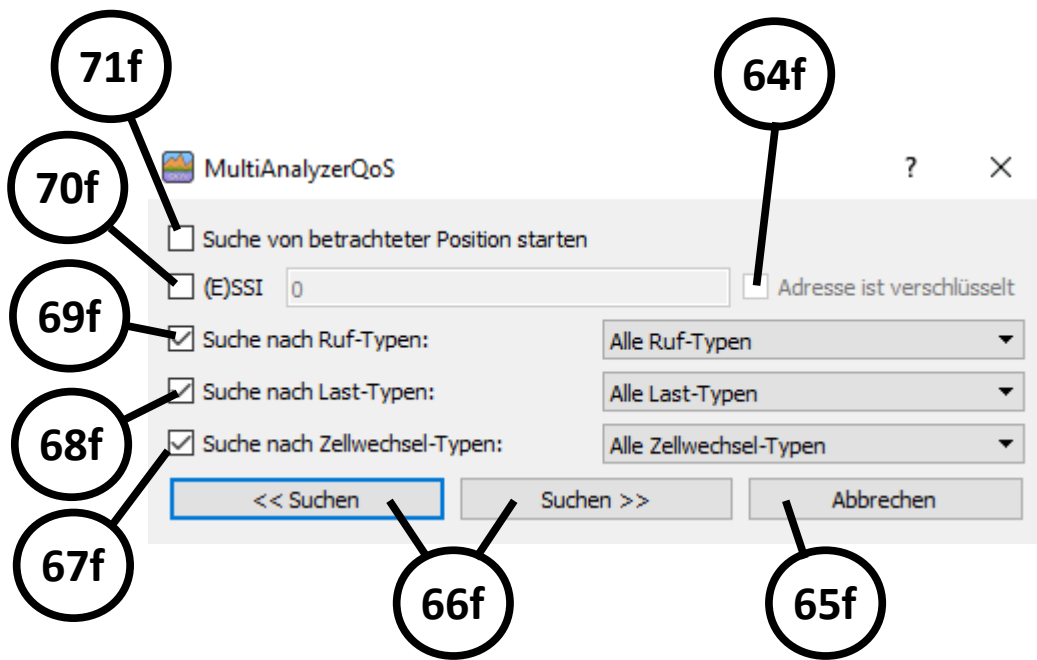 71f
64f
MultiAnalyzerQoS
?
70f
Suche von betrachteter Position starten
(E)SSI 0 Adresse ist verschlüsselt
69f
Suche nach Ruf-Typen: Alle Ruf-Typen
Suche nach Last-Typen: Alle Last-Typen
68f
Suche nach Zellwechsel-Typen: Alle Zellwechsel-Typen
<< Suchen Suchen >> Abbrechen
67f
66f
65f